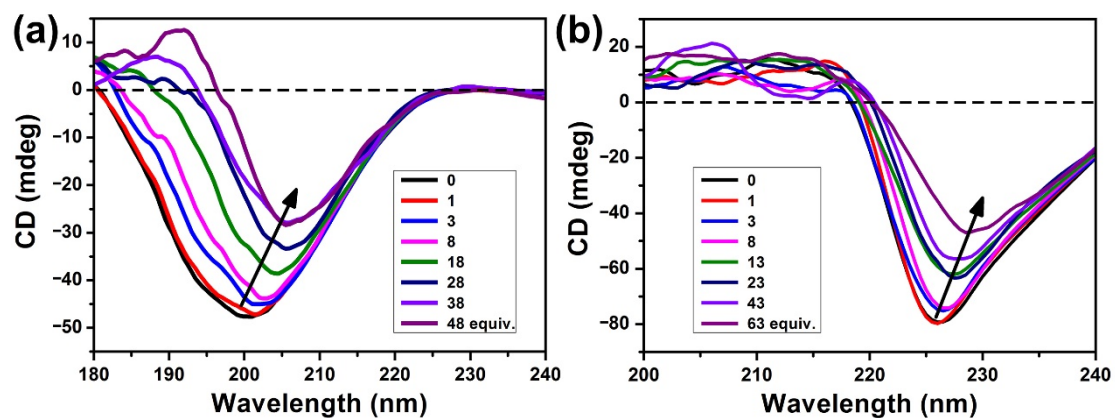 (a)
CD (mdeg)
10
0
−10
−20
−30
−40
−50
180 190 200 210 220 230 240
Wavelength (nm)
0
1
3
8
18
28
38
48 equiv.
(b)
CD (mdeg)
20
0
−20
−40
−60
−80
200 210 220 230 240
Wavelength (nm)
0
1
3
8
13
23
43
63 equiv.